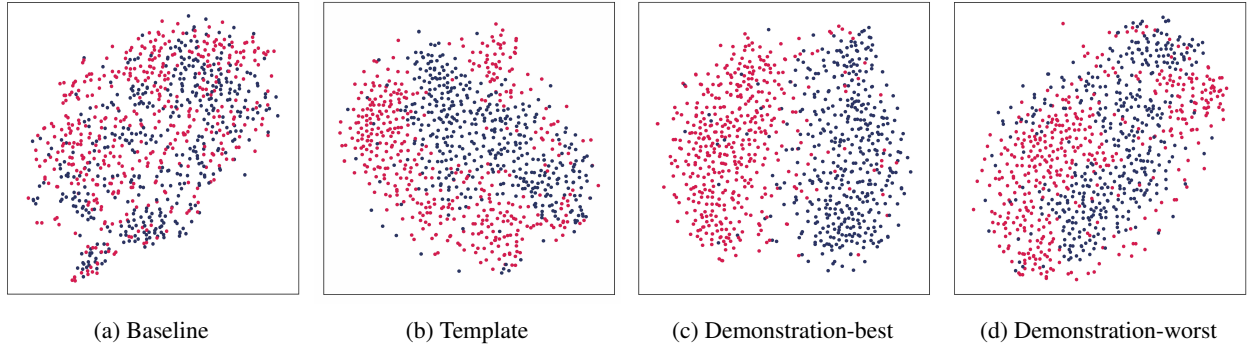 (a) Baseline
(b) Template
(c) Demonstration-best
(d) Demonstration-worst